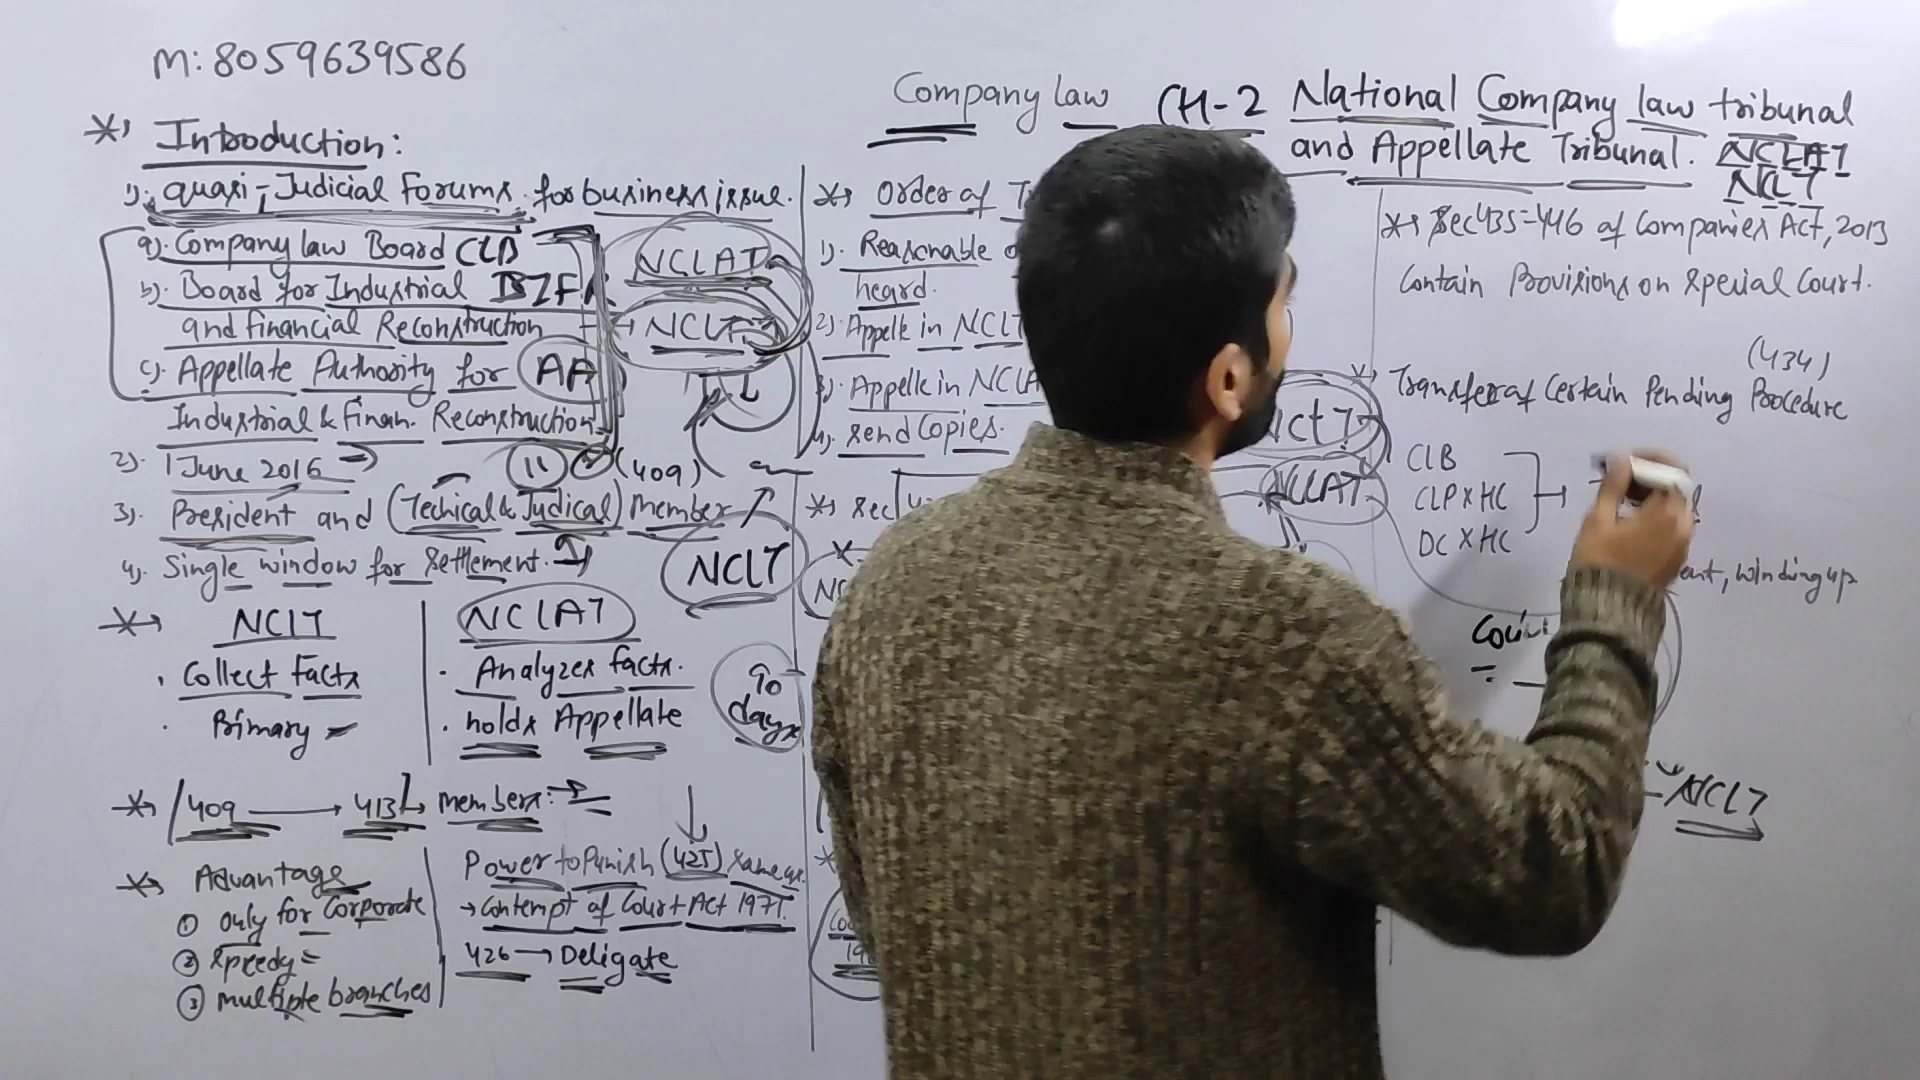 M: 8059639586
Company law CH-2 National Company law tribunal
and Appellate Tribunal. NCLAT
NCLT
Introduction:
1). quasi-Judicial Forums for business issue.
a). Company law Board CLB
b). Board for Industrial BIFR
and financial Reconstruction → NCLT
NCLAT
c). Appellate Authority for AA
Industrial & Finan. Reconstruction
2). 1 June 2016 → 11 (409)
3). President and (Techical & Judical) Member
4). Single window for settlement.
NCLT
NCLT
• Collect Facts
• Primary
NCLAT
• Analyzes facts.
• holds Appellate
90
days
409 → 413 members:
Advantage
① only for Corporate
② speedy
③ multiple branches
Power to Punish (425) same as
→ Contempt of Court Act 1971.
426 → Deligate
Order of
1). Reasonable
heard.
2). Appelle in NCLT
3). Appelle in NCLA
4). send Copies.
Sec
NCLT
NCLAT
Sec 435=446 of Companies Act, 2013
Contain Provisions on special Court.
(434)
Transfer of Certain Pending Procedure
CLB
CLP X HC
DC X HC
winding up
NCLT